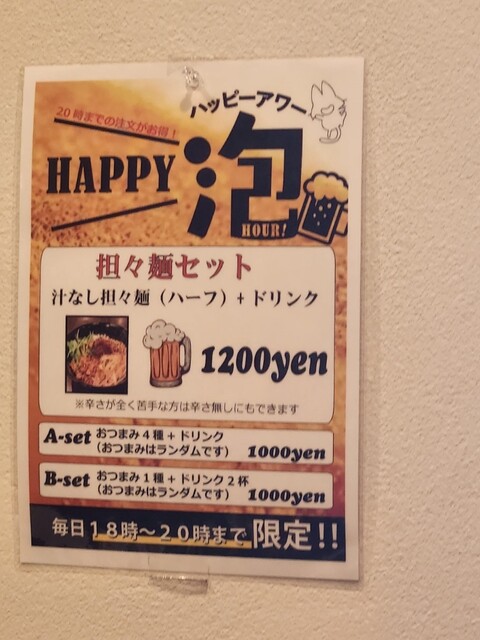 ハッピーアワー
20時までの注文がお得！
HAPPY 泡
HOUR!
担々麺セット
汁なし担々麺（ハーフ）+ドリンク
1200yen
※辛さが全く苦手な方は辛さ無しにもできます
A-set おつまみ４種+ドリンク
（おつまみはランダムです） 1000yen
B-set おつまみ１種+ドリンク２杯
（おつまみはランダムです） 1000yen
毎日１８時～２０時まで限定!!